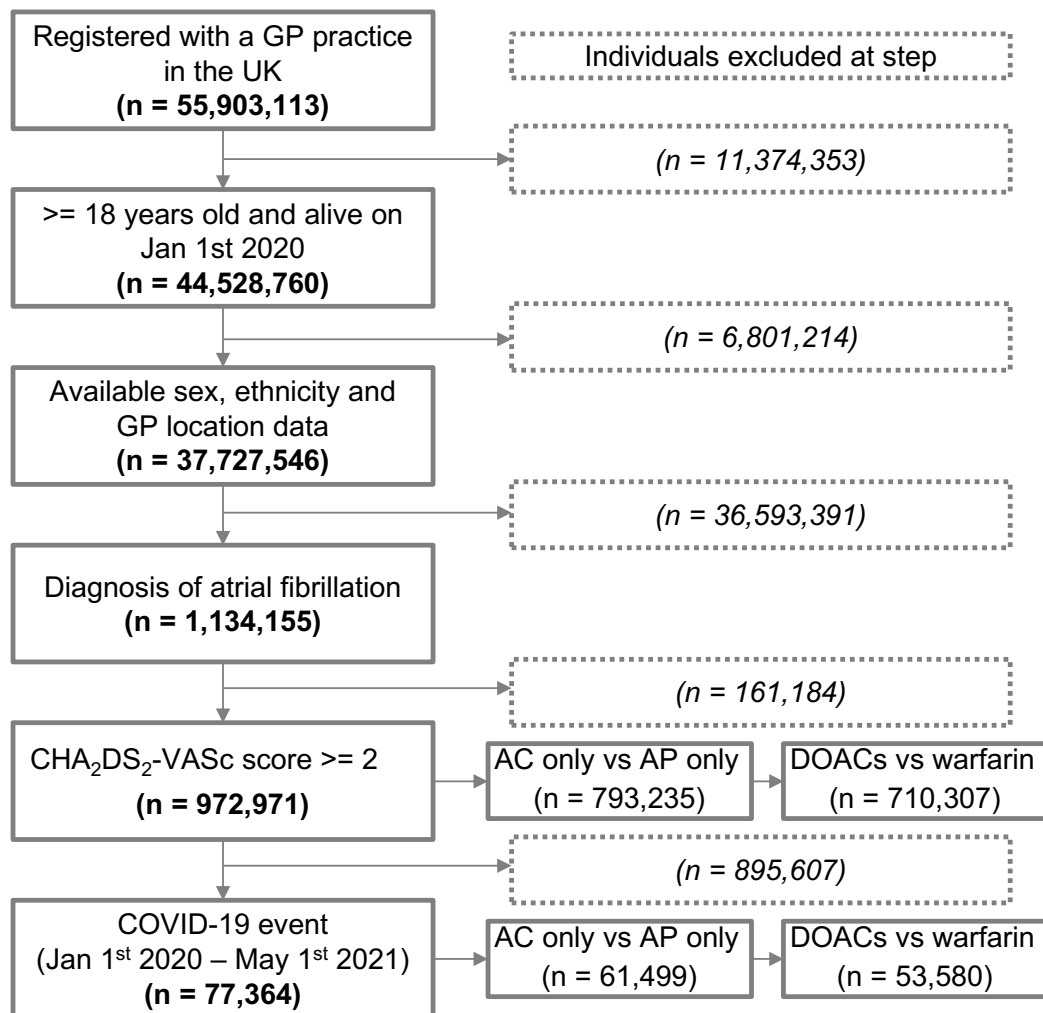 Registered with a GP practice
in the UK
(n = 55,903,113)
Individuals excluded at step
(n = 11,374,353)
>= 18 years old and alive on
Jan 1st 2020
(n = 44,528,760)
(n = 6,801,214)
Available sex, ethnicity and
GP location data
(n = 37,727,546)
(n = 36,593,391)
Diagnosis of atrial fibrillation
(n = 1,134,155)
(n = 161,184)
CHA₂DS₂-VASc score >= 2
(n = 972,971)
AC only vs AP only
(n = 793,235)
DOACs vs warfarin
(n = 710,307)
(n = 895,607)
COVID-19 event
(Jan 1ˢᵗ 2020 – May 1ˢᵗ 2021)
(n = 77,364)
AC only vs AP only
(n = 61,499)
DOACs vs warfarin
(n = 53,580)